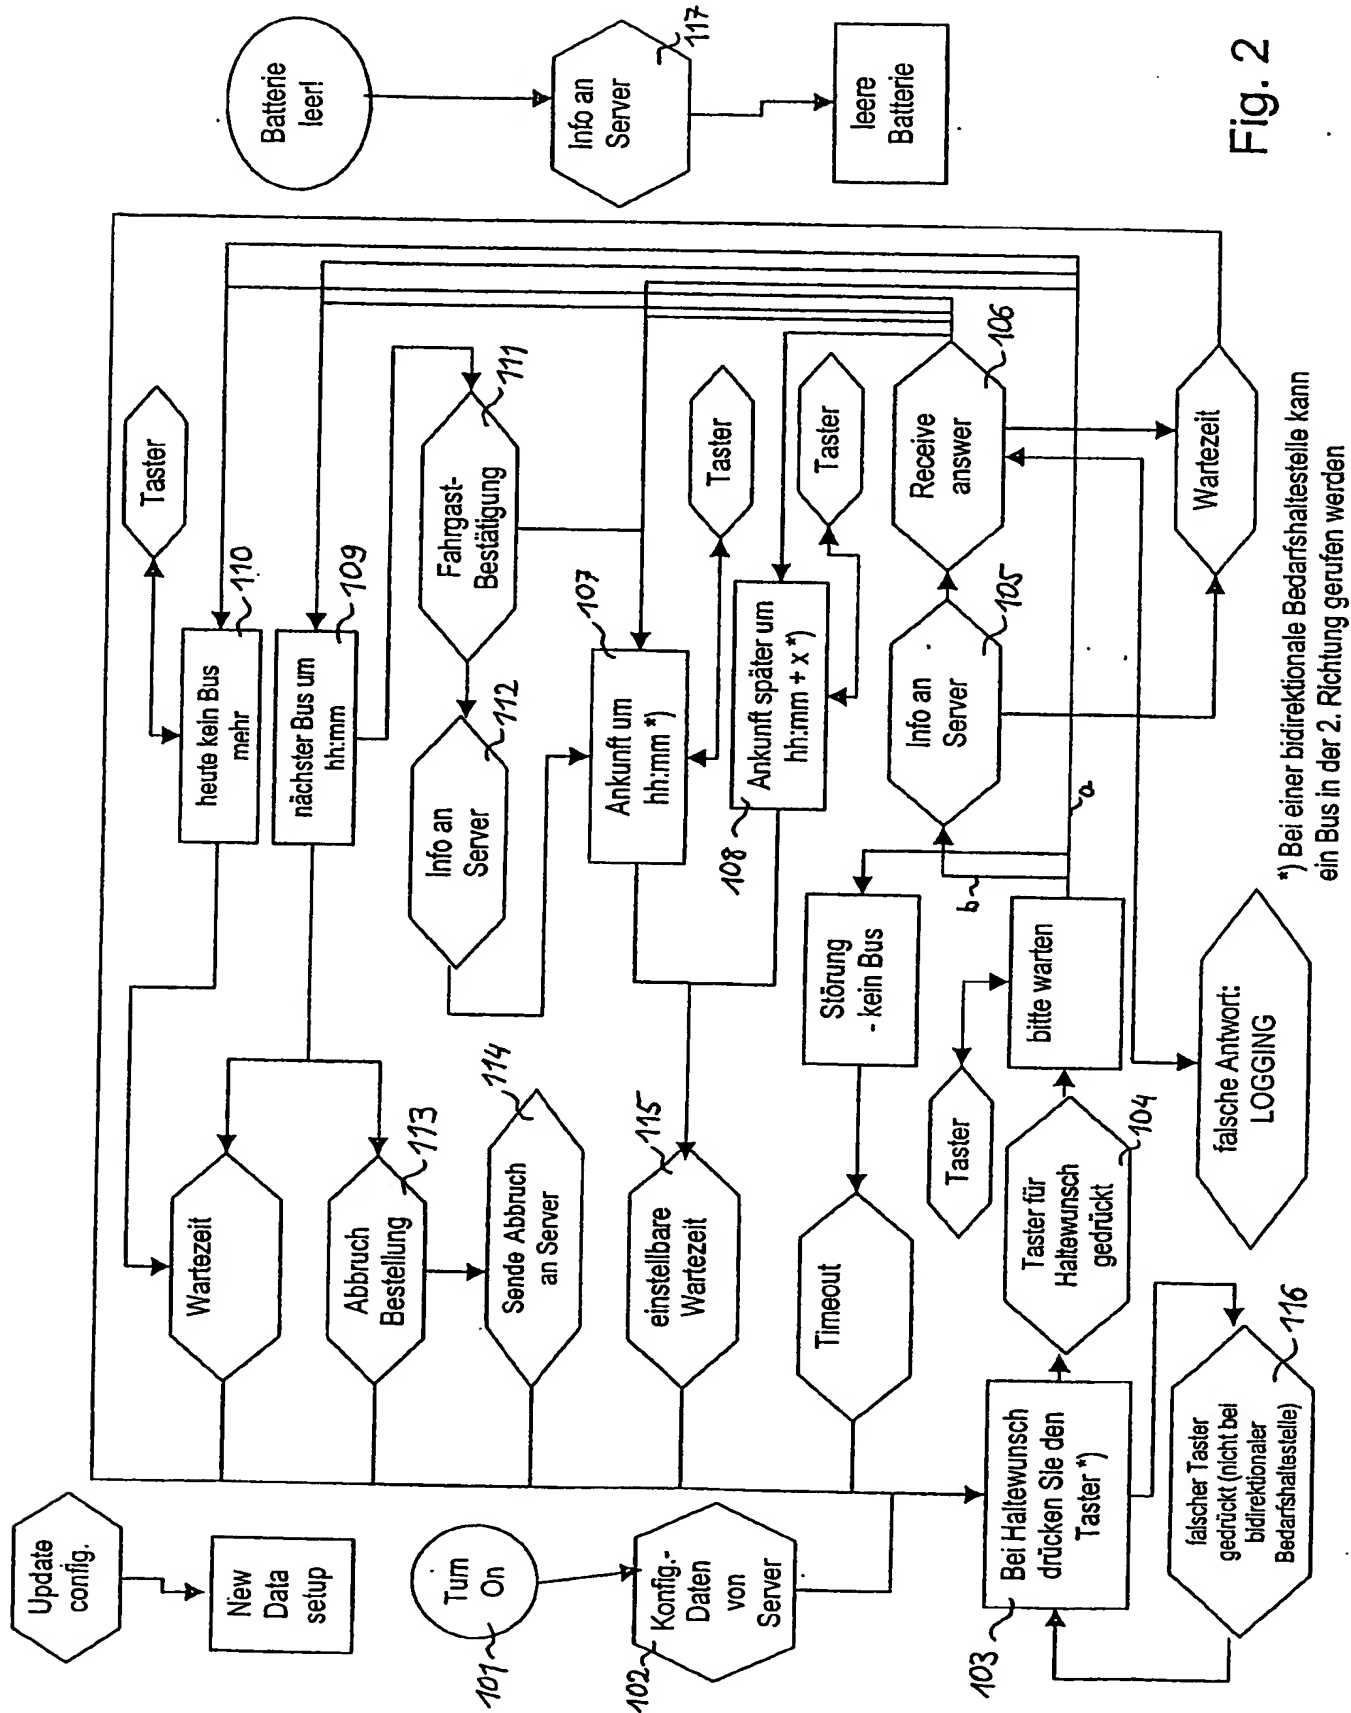 Update
config.
New
Data
setup
101
Turn
On
102
Konfig.-
Daten
von
Server
103
Bei Haltewunsch
drücken Sie den
Taster *)
falscher Taster
gedrückt (nicht bei
bidirektionaler
Bedarfshaltestelle)
116
Wartezeit
Abbruch
Bestellung
113
Sende Abbruch
an Server
114
einstellbare
Wartezeit
115
Timeout
Taster für
Haltewunsch
gedrückt
104
Taster
bitte warten
Störung
- kein Bus
falsche Antwort:
LOGGING
a
b
heute kein Bus
mehr
110
Taster
nächster Bus um
hh:mm
109
Info an
Server
112
Fahrgast-
Bestätigung
111
Ankunft um
hh:mm *)
107
Taster
Ankunft später um
hh:mm + x *)
108
Taster
Info an
Server
105
Receive
answer
106
Wartezeit
*) Bei einer bidirektionale Bedarfshaltestelle kann
ein Bus in der 2. Richtung gerufen werden
Batterie
leer!
Info an
Server
117
leere
Batterie
Fig. 2